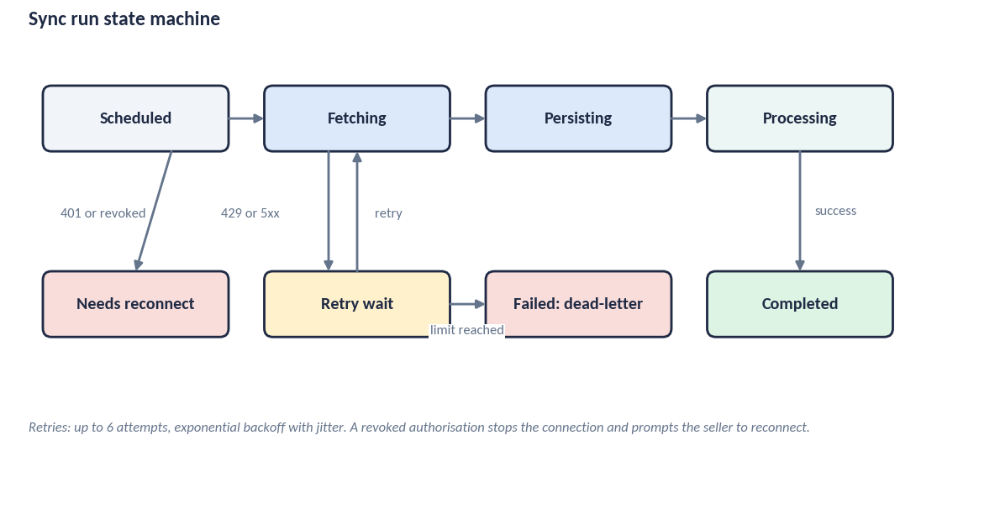 Sync run state machine
Scheduled
Fetching
Persisting
Processing
401 or revoked
429 or 5xx
retry
success
Needs reconnect
Retry wait
Failed: dead-letter
Completed
limit reached
Retries: up to 6 attempts, exponential backoff with jitter. A revoked authorisation stops the connection and prompts the seller to reconnect.